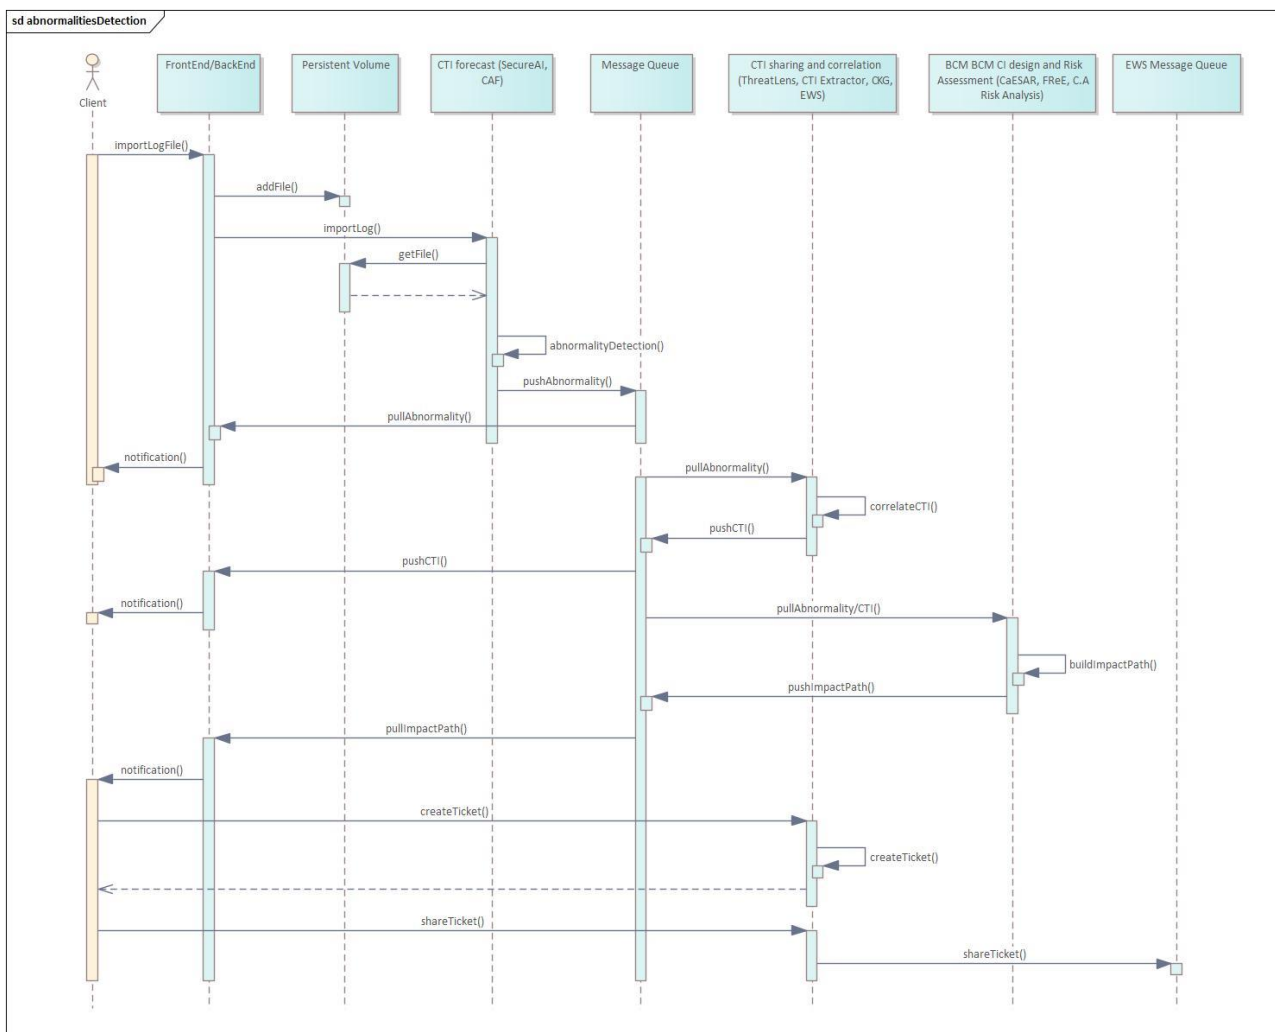 sd abnormalitiesDetection
Client
FrontEnd/BackEnd
Persistent Volume
CTI forecast (SecureAI,
CAF)
Message Queue
CTI sharing and correlation
(ThreatLens, CTI Extractor, CKG,
EWS)
BCM BCM CI design and Risk
Assessment (CaESAR, FReE, C.A
Risk Analysis)
EWS Message Queue
importLogFile()
addFile()
importLog()
getFile()
abnormalityDetection()
pushAbnormality()
pullAbnormality()
notification()
pullAbnormality()
correlateCTI()
pushCTI()
pushCTI()
notification()
pullAbnormality/CTI()
buildImpactPath()
pushImpactPath()
pullImpactPath()
notification()
createTicket()
createTicket()
shareTicket()
shareTicket()